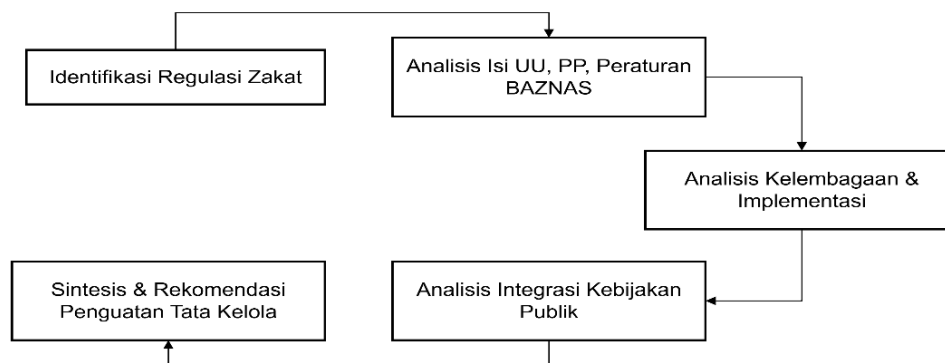 Identifikasi Regulasi Zakat
Analisis Isi UU, PP, Peraturan
BAZNAS
Analisis Kelembagaan &
Implementasi
Analisis Integrasi Kebijakan
Publik
Sintesis & Rekomendasi
Penguatan Tata Kelola